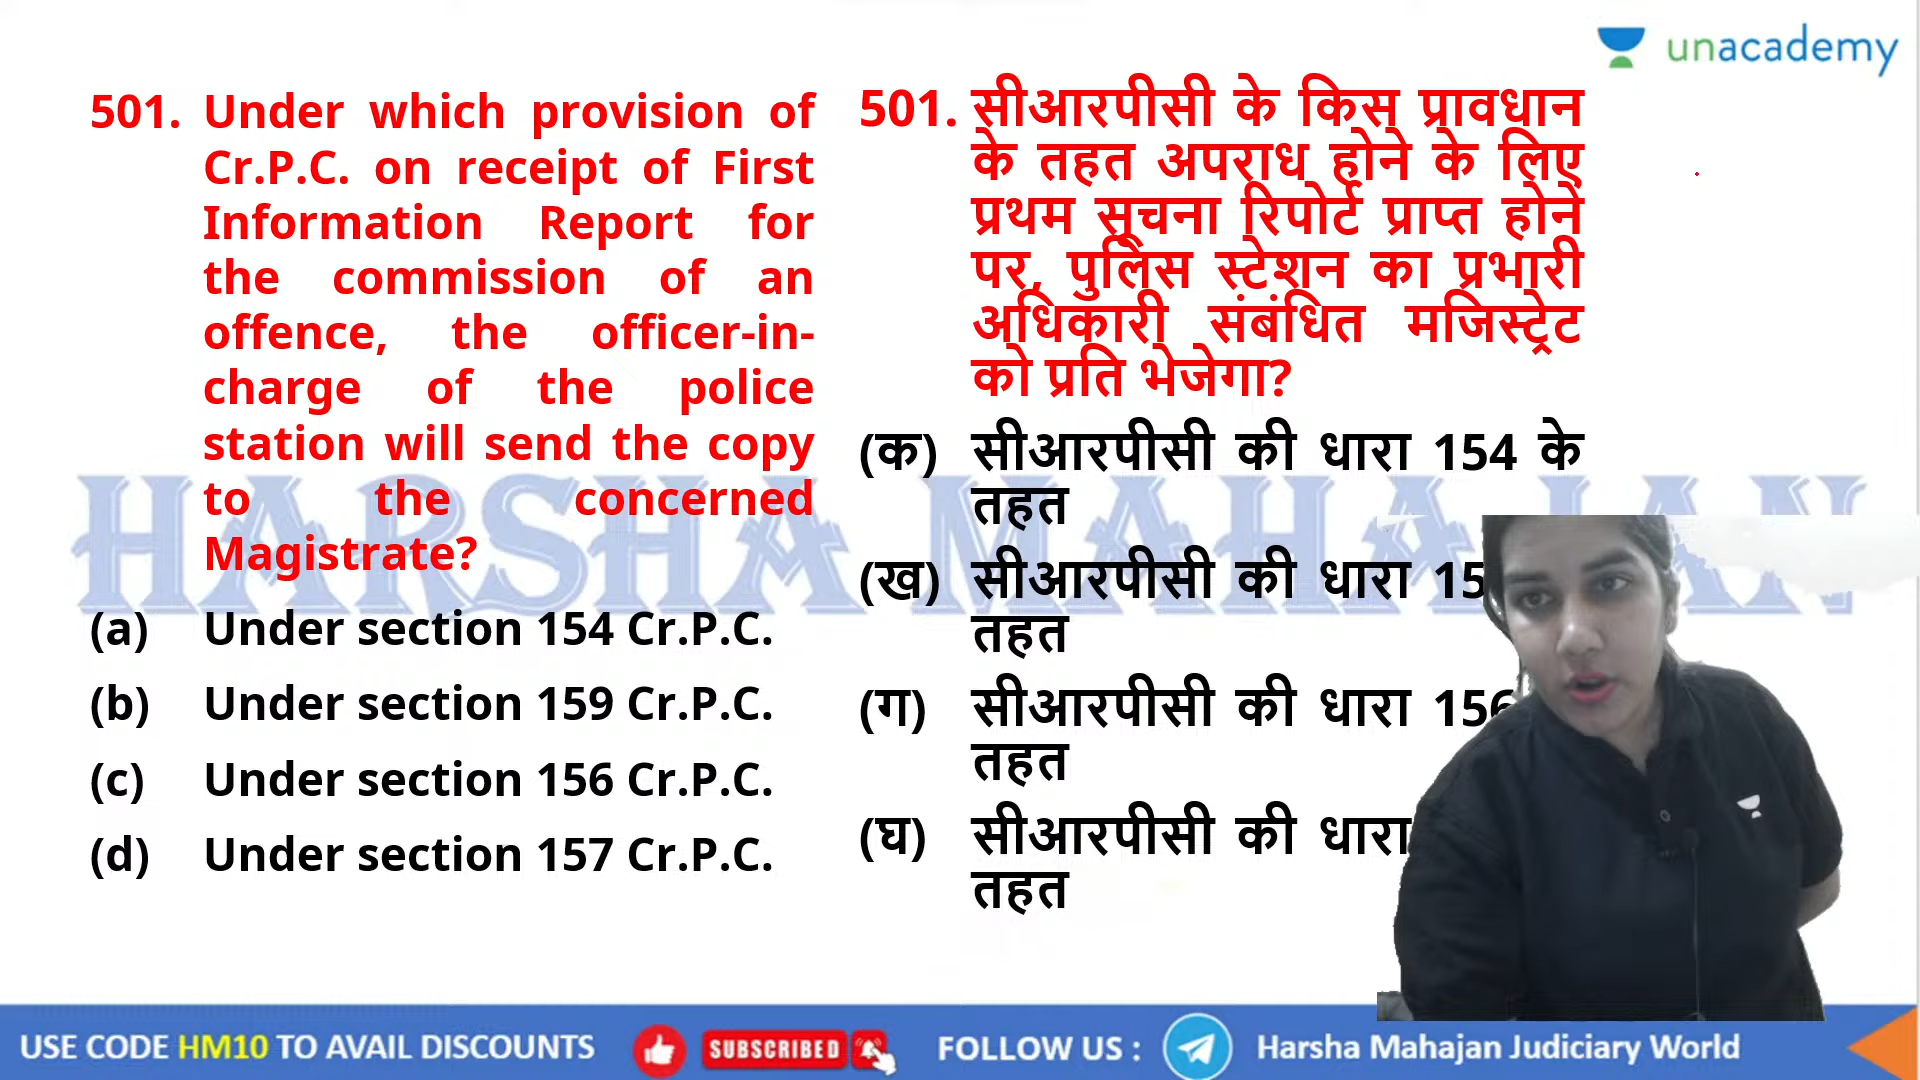 unacademy
501. Under which provision of
Cr.P.C. on receipt of First
Information Report for
the commission of an
offence, the officer-in-
charge of the police
station will send the copy
to the concerned
Magistrate?
(a) Under section 154 Cr.P.C.
(b) Under section 159 Cr.P.C.
(c) Under section 156 Cr.P.C.
(d) Under section 157 Cr.P.C.
501. सीआरपीसी के किस प्रावधान
के तहत अपराध होने के लिए
प्रथम सूचना रिपोर्ट प्राप्त होने
पर, पुलिस स्टेशन का प्रभारी
अधिकारी संबंधित मजिस्ट्रेट
को प्रति भेजेगा?
(क) सीआरपीसी की धारा 154 के
तहत
(ख) सीआरपीसी की धारा
तहत
(ग) सीआरपीसी की धारा 156
तहत
(घ) सीआरपीसी की धारा
तहत
HARSHA MAHAJAN
USE CODE HM10 TO AVAIL DISCOUNTS
SUBSCRIBED
FOLLOW US :
Harsha Mahajan Judiciary World